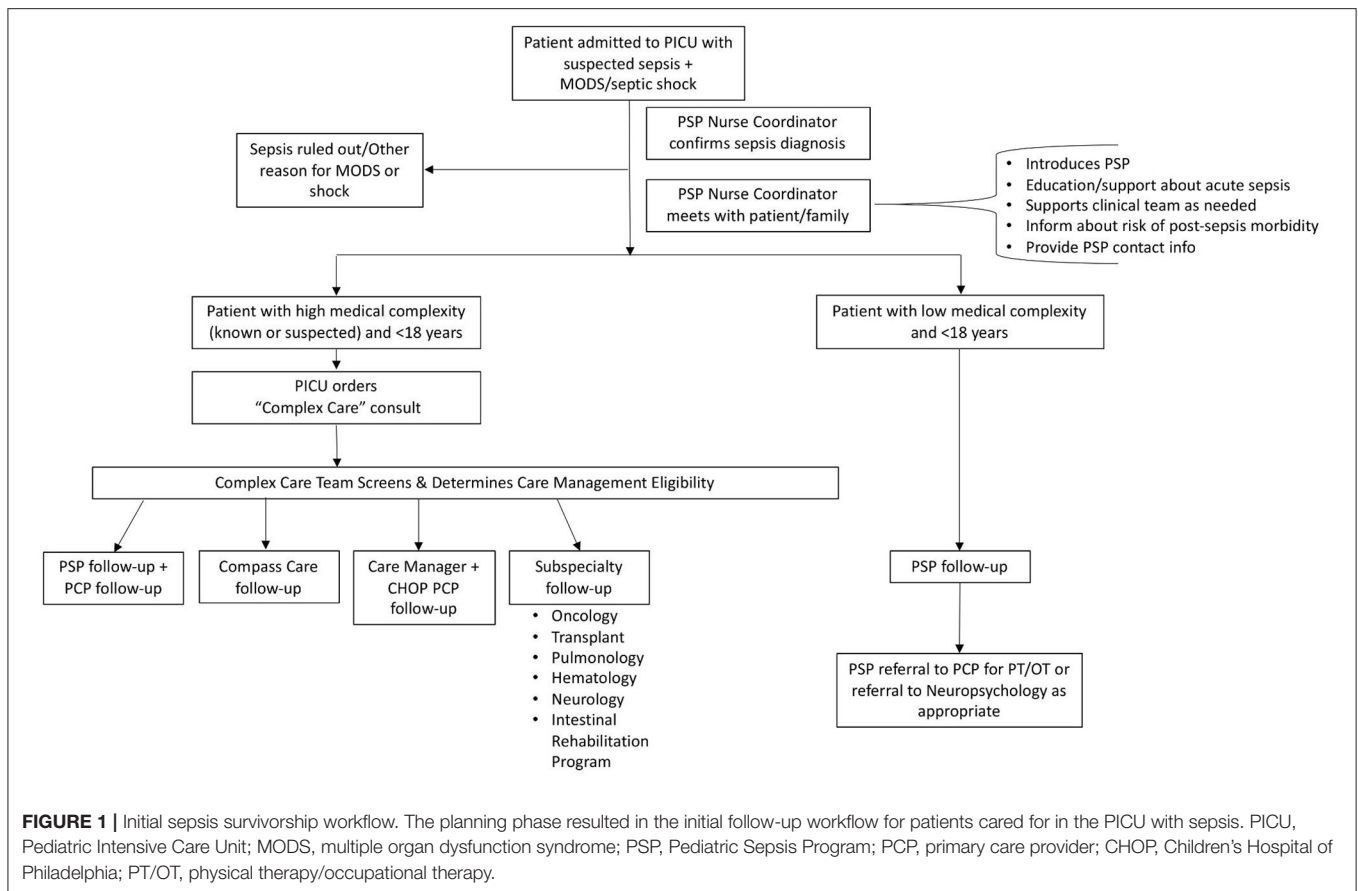 Patient admitted to PICU with
suspected sepsis +
MODS/septic shock
PSP Nurse Coordinator
confirms sepsis diagnosis
Sepsis ruled out/Other
reason for MODS or
shock
PSP Nurse Coordinator
meets with patient/family
• Introduces PSP
• Education/support about acute sepsis
• Supports clinical team as needed
• Inform about risk of post-sepsis morbidity
• Provide PSP contact info
Patient with high medical complexity
(known or suspected) and <18 years
Patient with low medical complexity
and <18 years
PICU orders
“Complex Care” consult
Complex Care Team Screens & Determines Care Management Eligibility
PSP follow-up +
PCP follow-up
Compass Care
follow-up
Care Manager +
CHOP PCP
follow-up
Subspecialty
follow-up
• Oncology
• Transplant
• Pulmonology
• Hematology
• Neurology
• Intestinal
Rehabilitation
Program
PSP follow-up
PSP referral to PCP for PT/OT or
referral to Neuropsychology as
appropriate
FIGURE 1 | Initial sepsis survivorship workflow. The planning phase resulted in the initial follow-up workflow for patients cared for in the PICU with sepsis. PICU,
Pediatric Intensive Care Unit; MODS, multiple organ dysfunction syndrome; PSP, Pediatric Sepsis Program; PCP, primary care provider; CHOP, Children’s Hospital of
Philadelphia; PT/OT, physical therapy/occupational therapy.